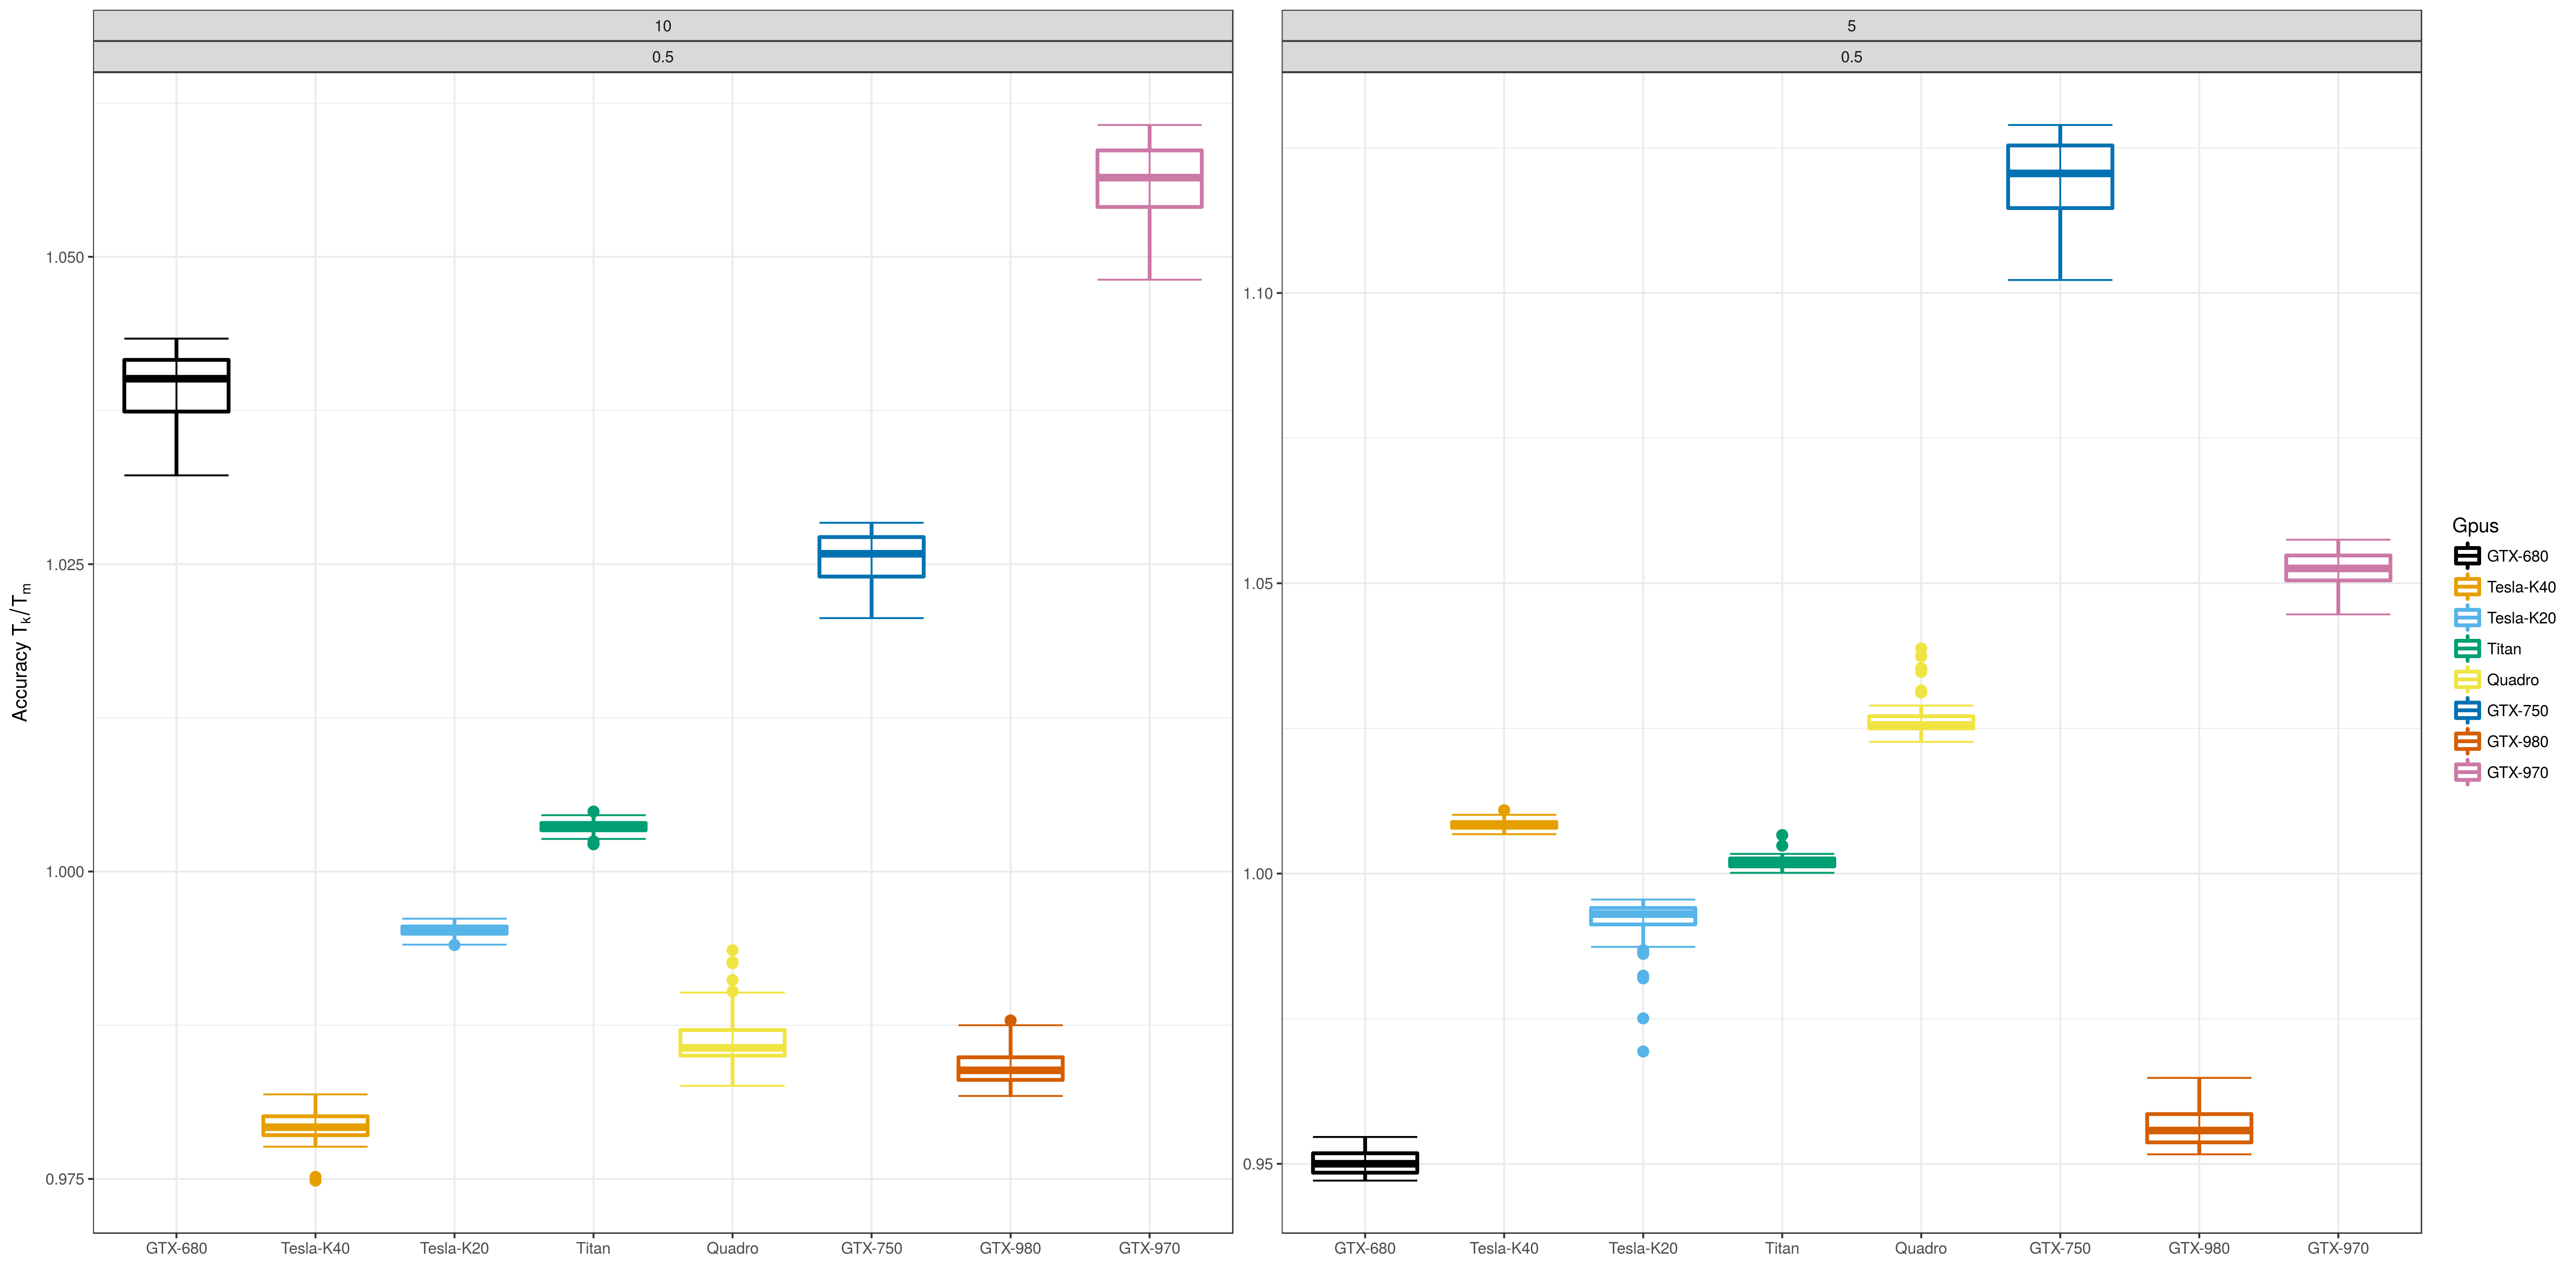 10
0.5
5
0.5
Accuracy Tk/Tm
1.050
1.025
1.000
0.975
GTX-680 Tesla-K40 Tesla-K20 Titan Quadro GTX-750 GTX-980 GTX-970
1.10
1.05
1.00
0.95
GTX-680 Tesla-K40 Tesla-K20 Titan Quadro GTX-750 GTX-980 GTX-970
Gpus
GTX-680
Tesla-K40
Tesla-K20
Titan
Quadro
GTX-750
GTX-980
GTX-970